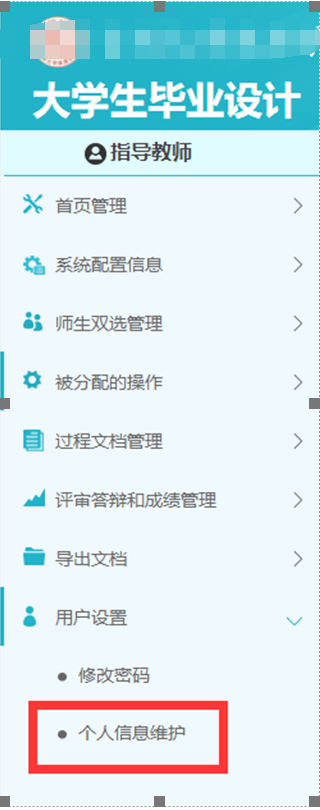 大学生毕业设计
指导教师
首页管理
系统配置信息
师生双选管理
被分配的操作
过程文档管理
评审答辩和成绩管理
导出文档
用户设置
修改密码
个人信息维护